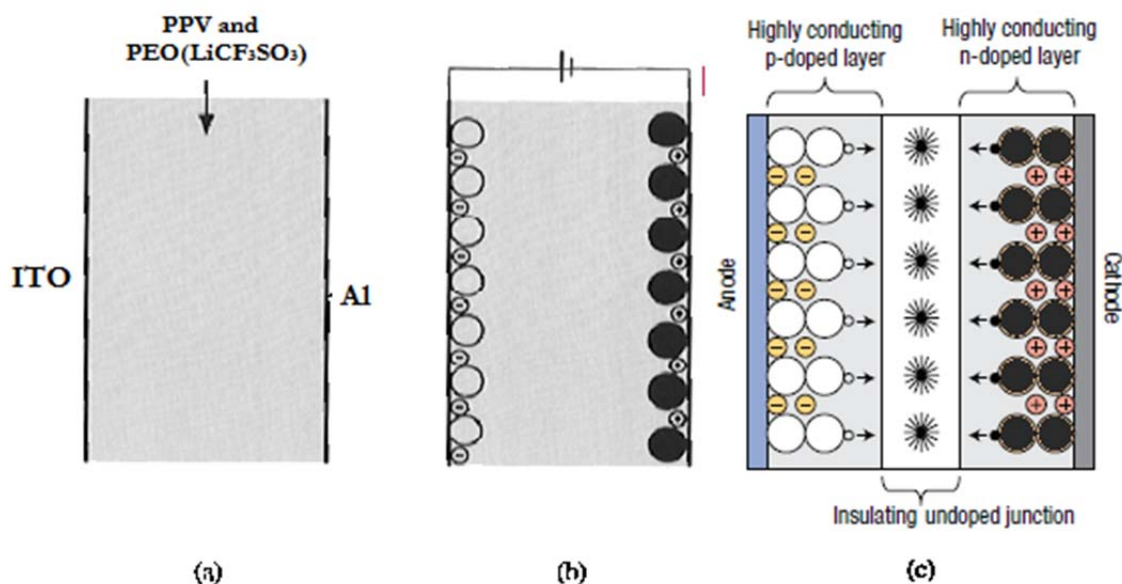 PPV and
PEO(LiCF₃SO₃)
ITO
Al
Highly conducting
p-doped layer
Highly conducting
n-doped layer
Anode
Cathode
Insulating undoped junction
(a)
(b)
(c)